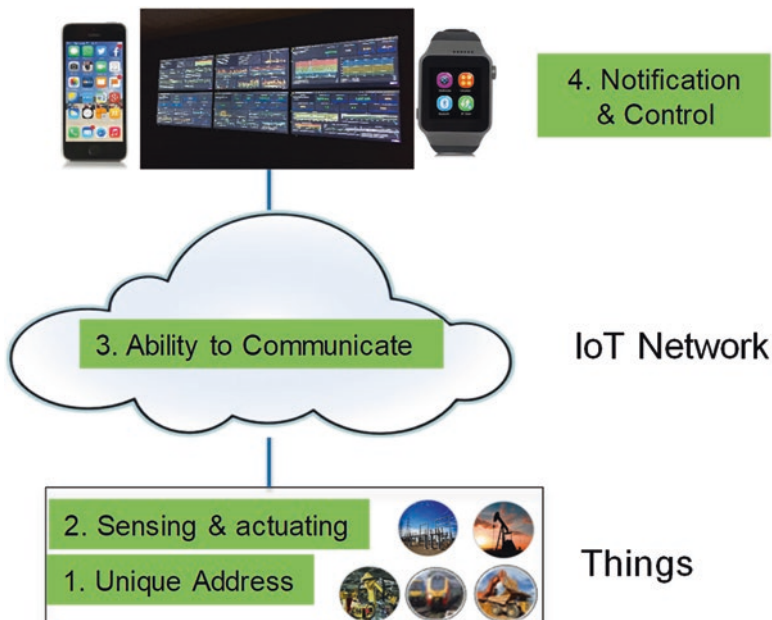 4. Notification
& Control
3. Ability to Communicate
IoT Network
2. Sensing & actuating
1. Unique Address
Things